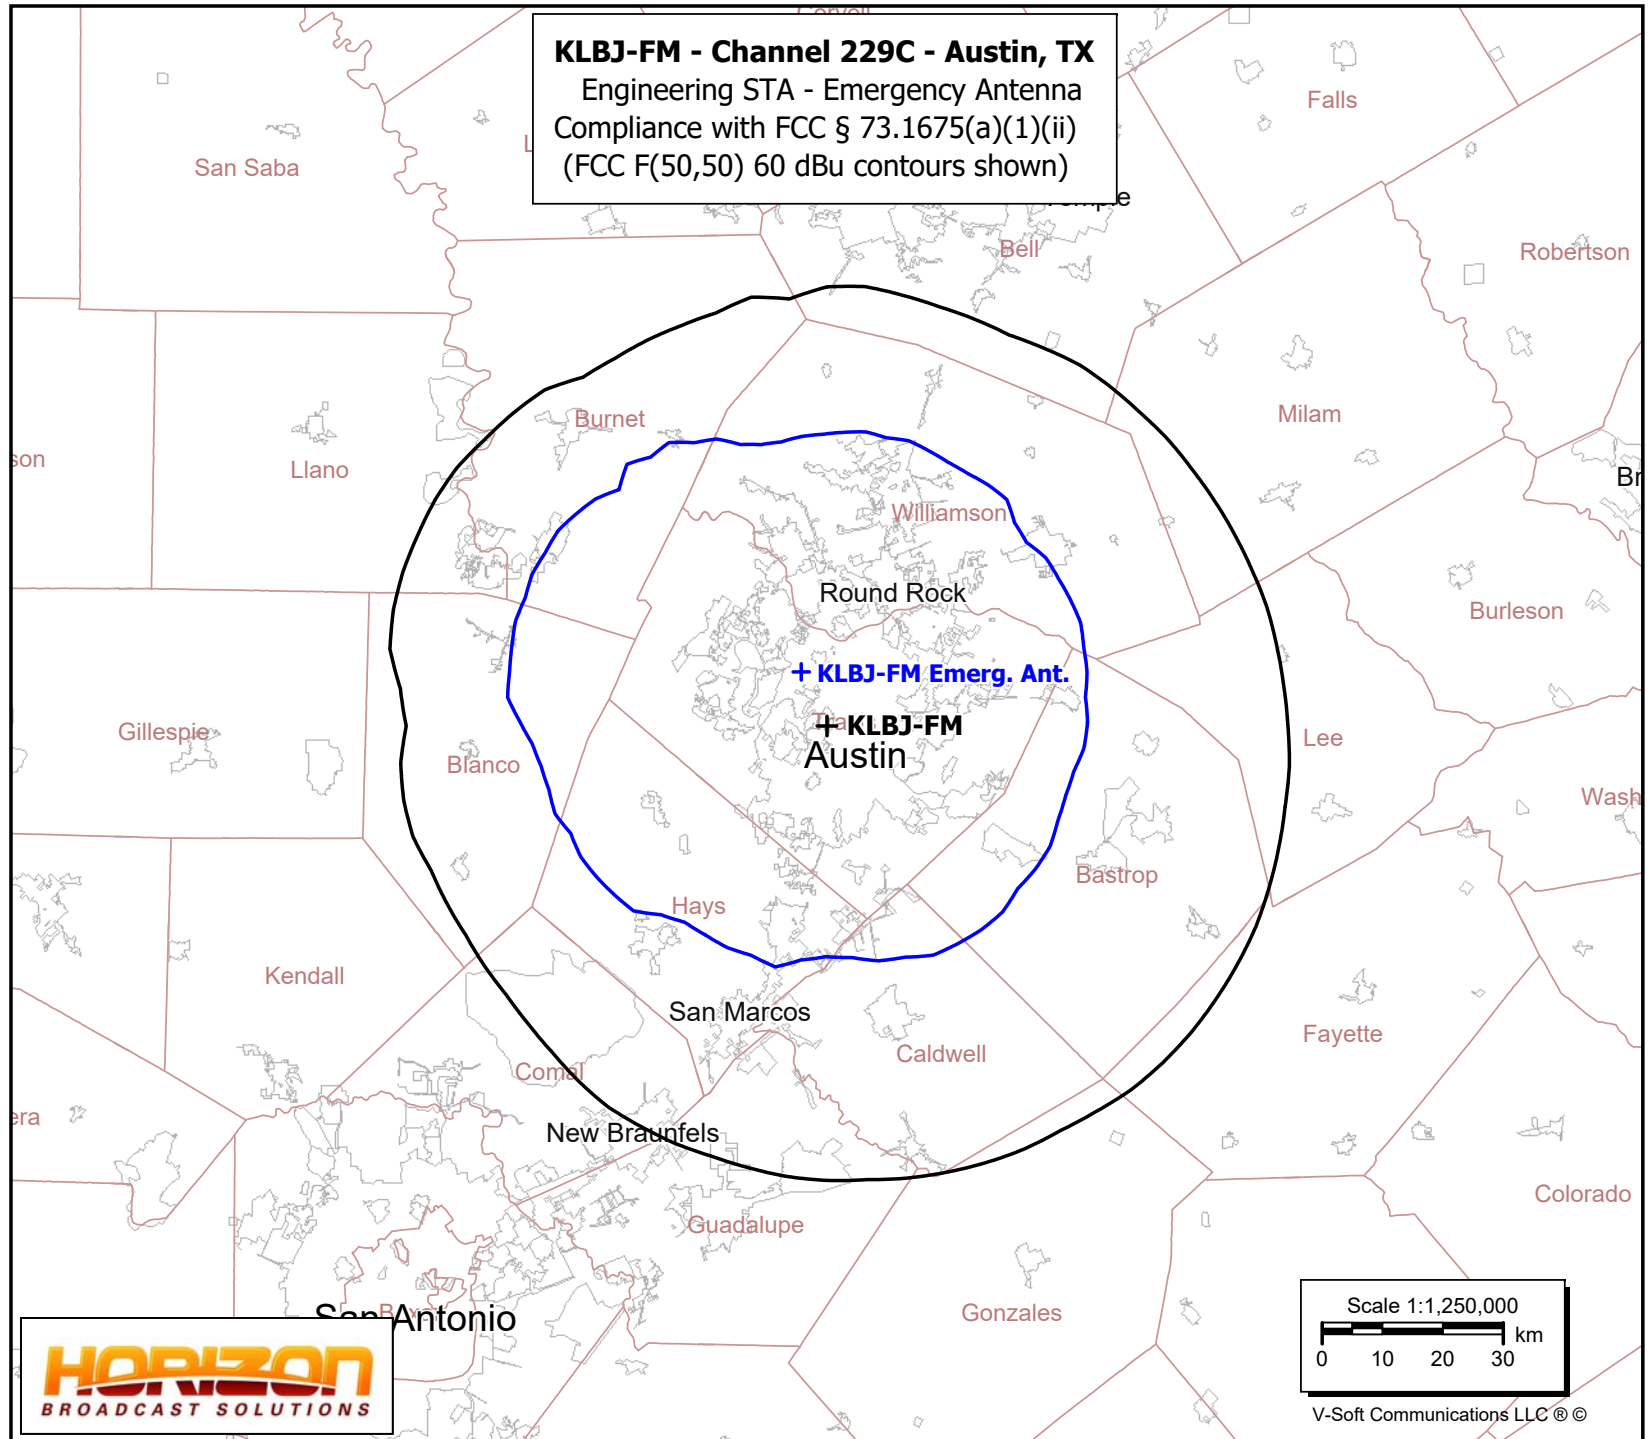 KLBJ-FM - Channel 229C - Austin, TX
Engineering STA - Emergency Antenna
Compliance with FCC § 73.1675(a)(1)(ii)
(FCC F(50,50) 60 dBu contours shown)
Falls
San Saba
Bell
Robertson
Burnet
Milam
son
Llano
Br
Williamson
Round Rock
Burleson
KLBJ-FM Emerg. Ant.
KLBJ-FM
Gillespie
Lee
Austin
Blanco
Wash
Bastrop
Hays
Kendall
San Marcos
Fayette
Caldwell
Comal
era
New Braunfels
Colorado
Guadalupe
Gonzales
San Antonio
Scale 1:1,250,000
km
0 10 20 30
HORIZON
BROADCAST SOLUTIONS
V-Soft Communications LLC ® ©